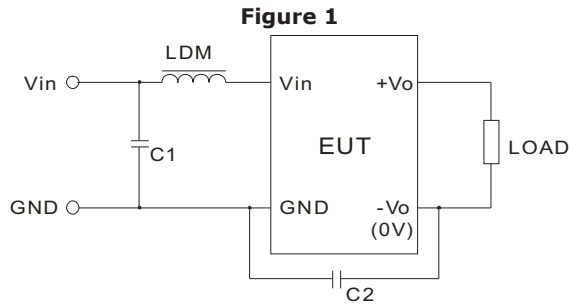 Figure 1
LDM
Vin
Vin
+Vo
C1
EUT
LOAD
GND
GND
-Vo
(0V)
C2